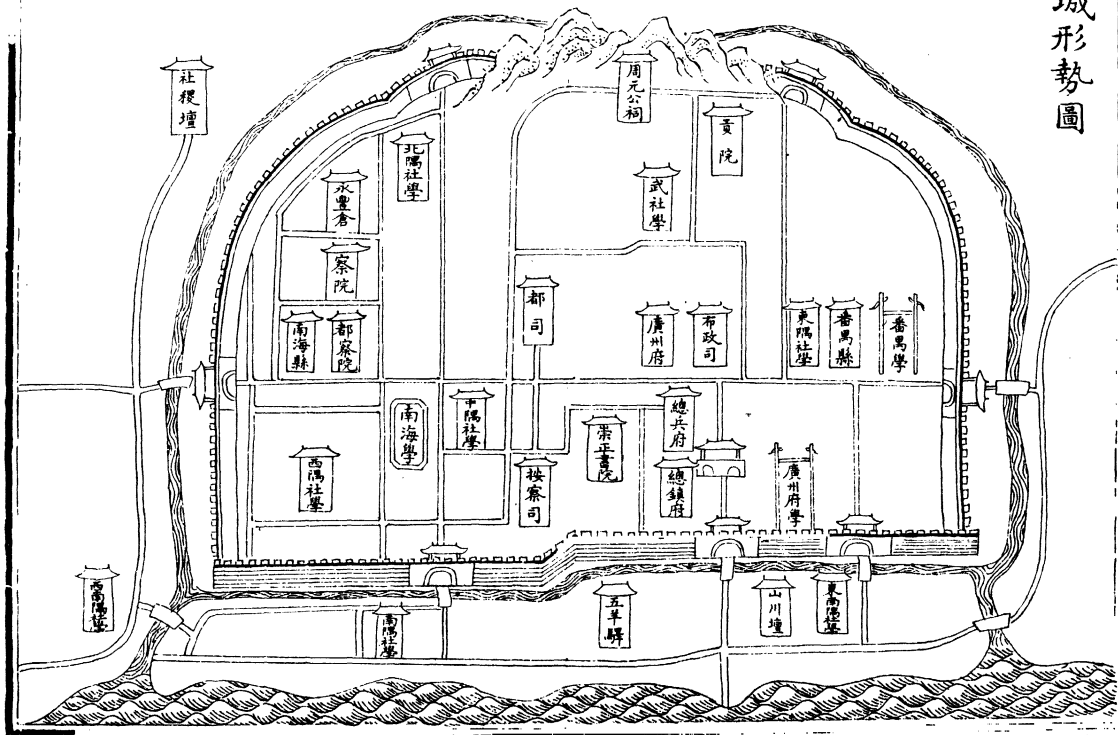 城形勢圖
周元公祠
貢院
武社學
社稷壇
北隅社學
永豐倉
察院
都司
南海縣
都察院
廣州府
布政司
東隅社學
番禺縣
番禺學
南海學
中隅社學
總兵府
崇正書院
西隅社學
按察司
總鎮府
廣州府學
西南隅社學
南隅社學
五羊驛
山川壇
東南隅社學